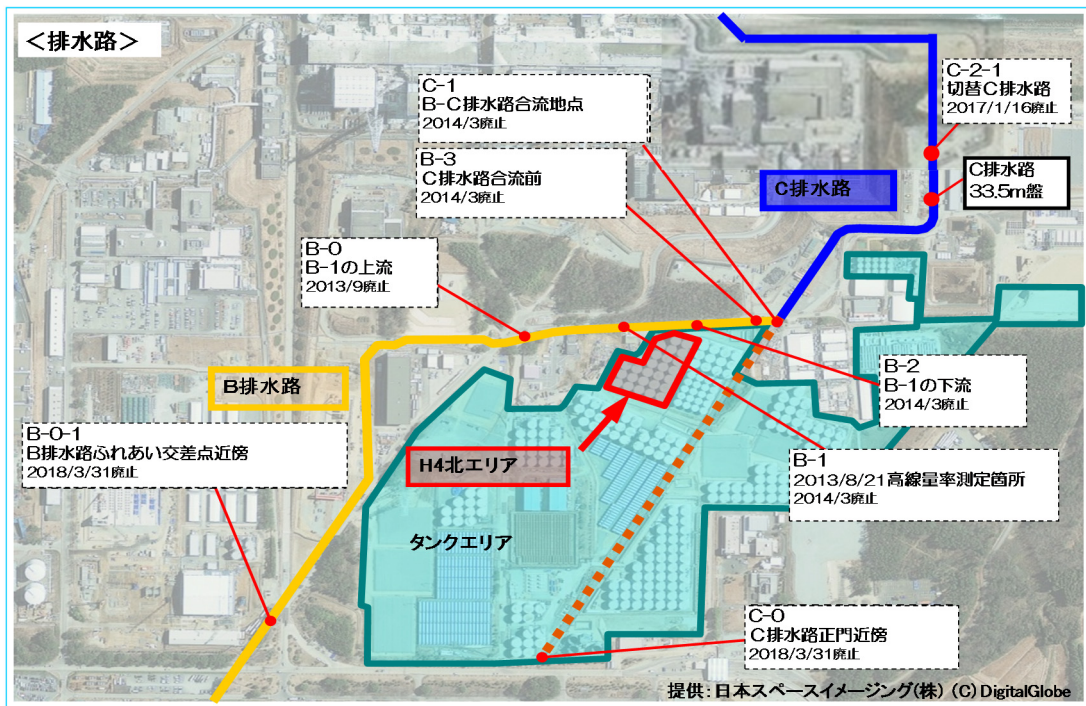 ＜排水路＞
C-1
B-C排水路合流地点
2014/3廃止
B-3
C排水路合流前
2014/3廃止
C-2-1
切替C排水路
2017/1/16廃止
C排水路
33.5m盤
C排水路
B-0
B-1の上流
2013/9廃止
B排水路
B-2
B-1の下流
2014/3廃止
B-0-1
B排水路ふれあい交差点近傍
2018/3/31廃止
H4北エリア
B-1
2013/8/21高線量率測定箇所
2014/3廃止
タンクエリア
C-0
C排水路正門近傍
2018/3/31廃止
提供：日本スペースイメージング(株) (C)DigitalGlobe